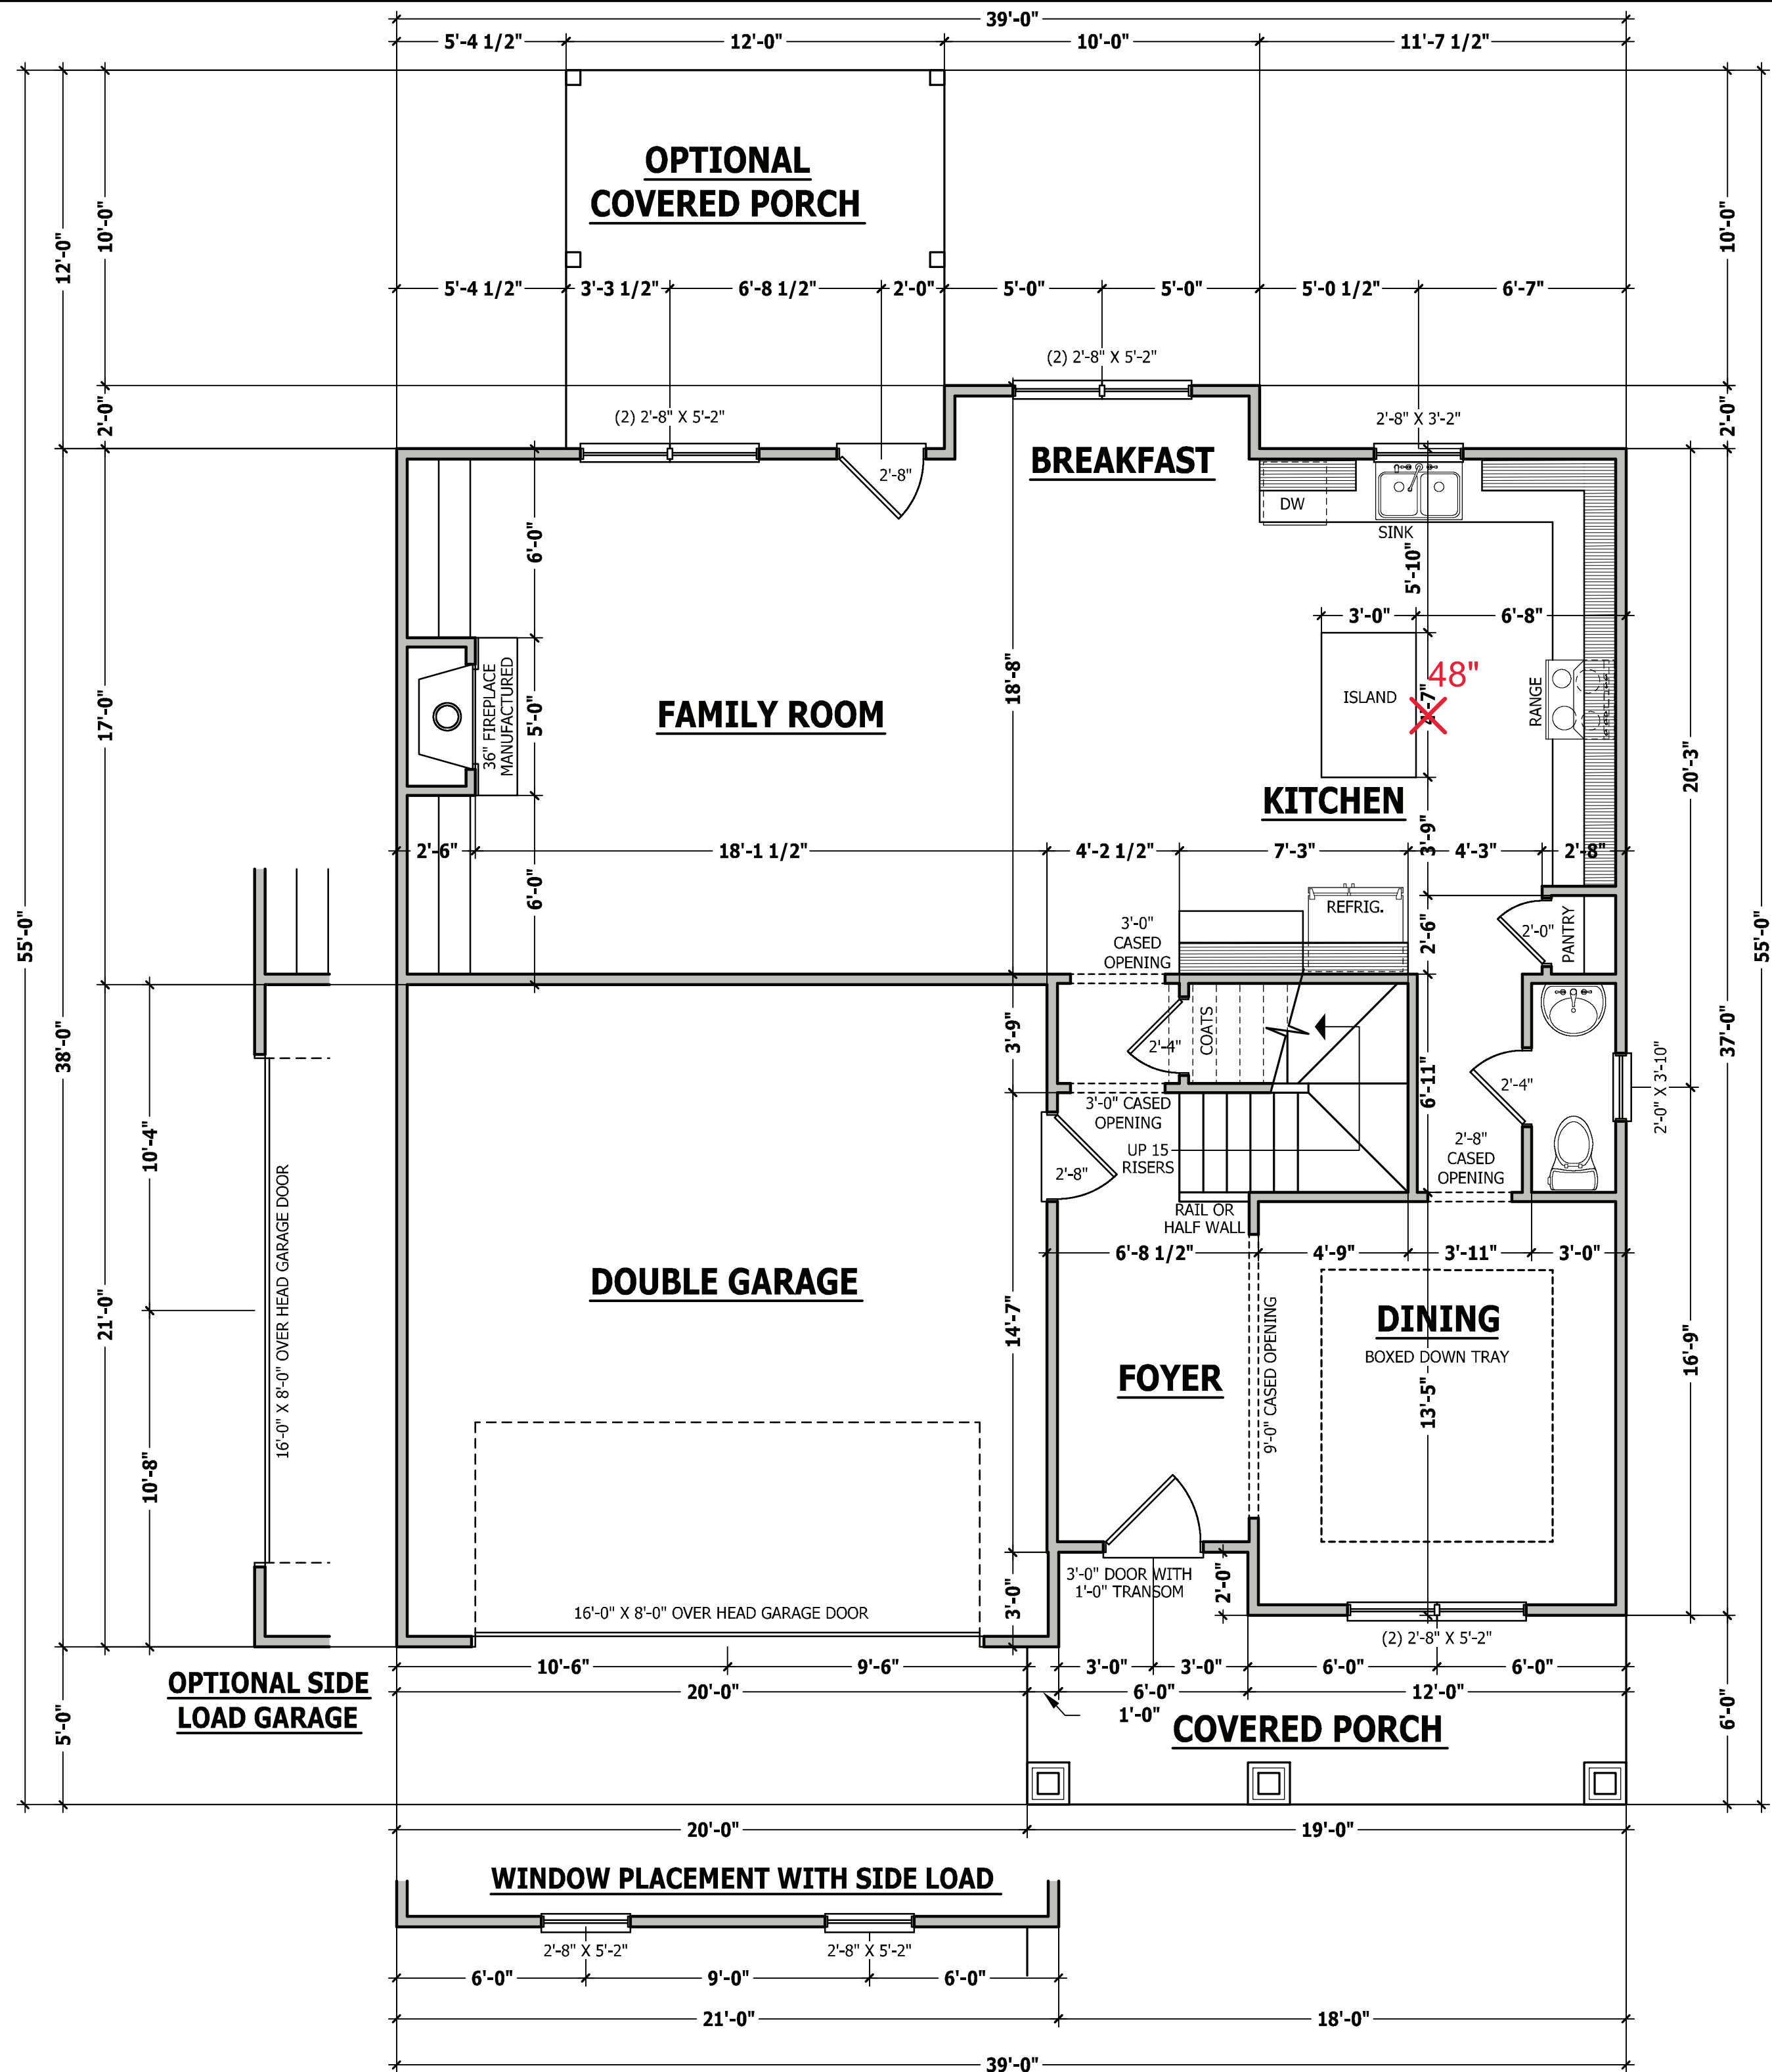 39'-0"
5'-4 1/2" 12'-0" 10'-0" 11'-7 1/2"
OPTIONAL
COVERED PORCH
10'-0"
12'-0"
10'-0"
5'-4 1/2" 3'-3 1/2" 6'-8 1/2" 2'-0" 5'-0" 5'-0" 5'-0 1/2" 6'-7"
(2) 2'-8" X 5'-2"
2'-0"
2'-0"
(2) 2'-8" X 5'-2"
2'-8" X 3'-2"
BREAKFAST
2'-8"
DW
SINK
6'-0"
5'-10"
3'-0" 6'-8"
18'-8"
48"
ISLAND
RANGE
36" FIREPLACE
MANUFACTURED
5'-0"
FAMILY ROOM
17'-0"
20'-3"
KITCHEN
3'-9"
2'-6" 18'-1 1/2" 4'-2 1/2" 7'-3" 4'-3" 2'-8"
6'-0"
REFRIG.
3'-0"
CASED
OPENING
2'-6"
2'-0"
PANTRY
55'-0"
55'-0"
3'-9"
COATS
2'-4"
38'-0"
37'-0"
6'-11"
2'-4"
2'-0" X 3'-10"
3'-0" CASED
OPENING
10'-4"
UP 15
RISERS
2'-8"
2'-8"
CASED
OPENING
RAIL OR
HALF WALL
6'-8 1/2" 4'-9" 3'-11" 3'-0"
16'-0" X 8'-0" OVER HEAD GARAGE DOOR
DOUBLE GARAGE
21'-0"
14'-7"
DINING
BOXED DOWN TRAY
16'-9"
FOYER
9'-0" CASED OPENING
13'-5"
10'-8"
3'-0" DOOR WITH
1'-0" TRANSOM
2'-0"
3'-0"
16'-0" X 8'-0" OVER HEAD GARAGE DOOR
(2) 2'-8" X 5'-2"
10'-6" 9'-6" 3'-0" 3'-0" 6'-0" 6'-0"
OPTIONAL SIDE
LOAD GARAGE
20'-0" 6'-0" 12'-0"
1'-0"
5'-0"
6'-0"
COVERED PORCH
20'-0" 19'-0"
WINDOW PLACEMENT WITH SIDE LOAD
2'-8" X 5'-2" 2'-8" X 5'-2"
6'-0" 9'-0" 6'-0"
21'-0" 18'-0"
39'-0"